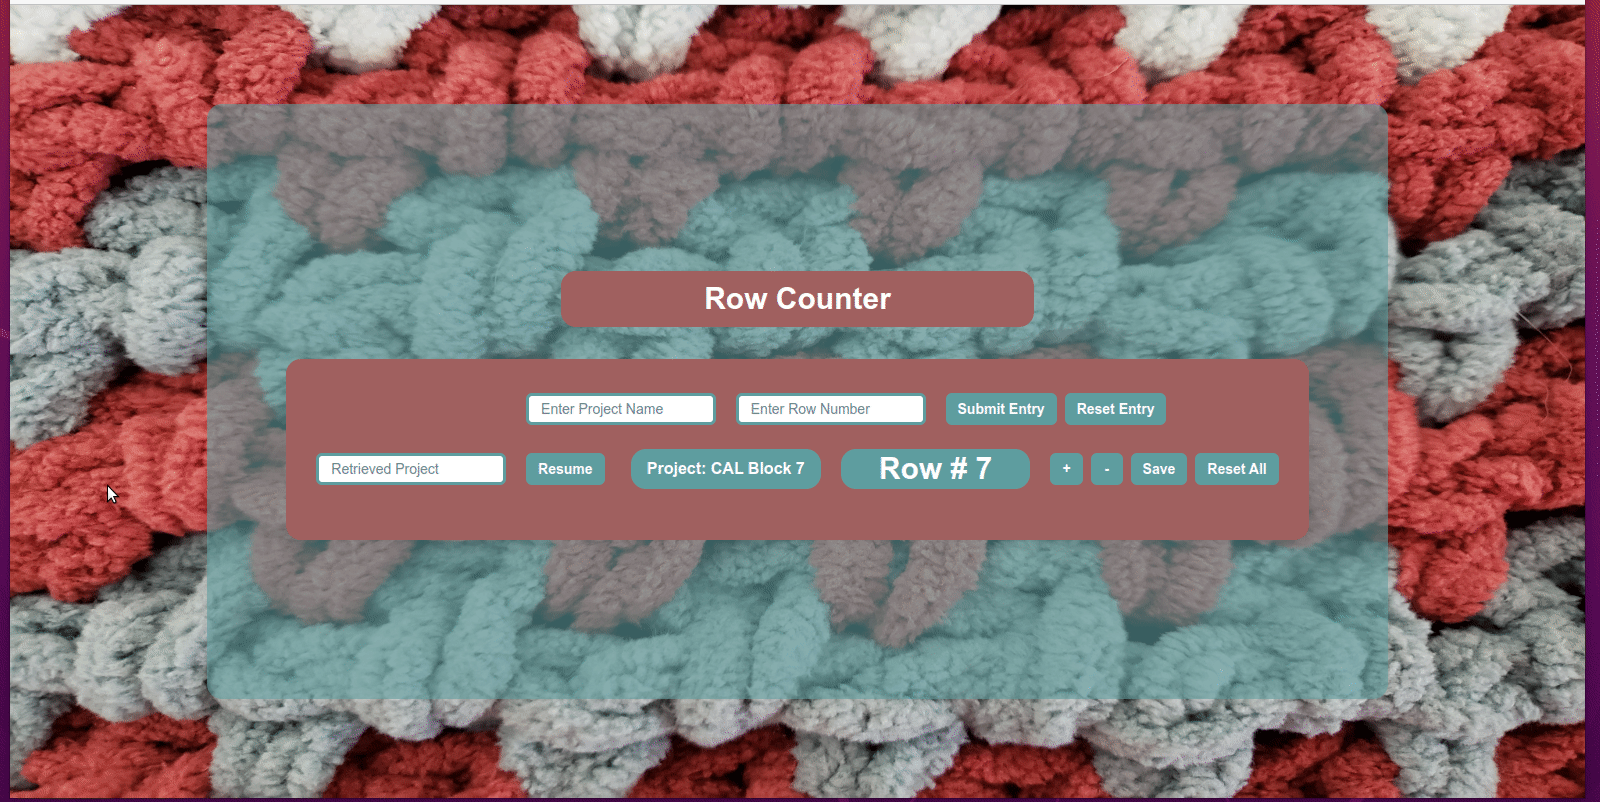 Row Counter
Enter Project Name Enter Row Number Submit Entry Reset Entry
Retrieved Project Resume Project: CAL Block 7 Row # 7 + - Save Reset All